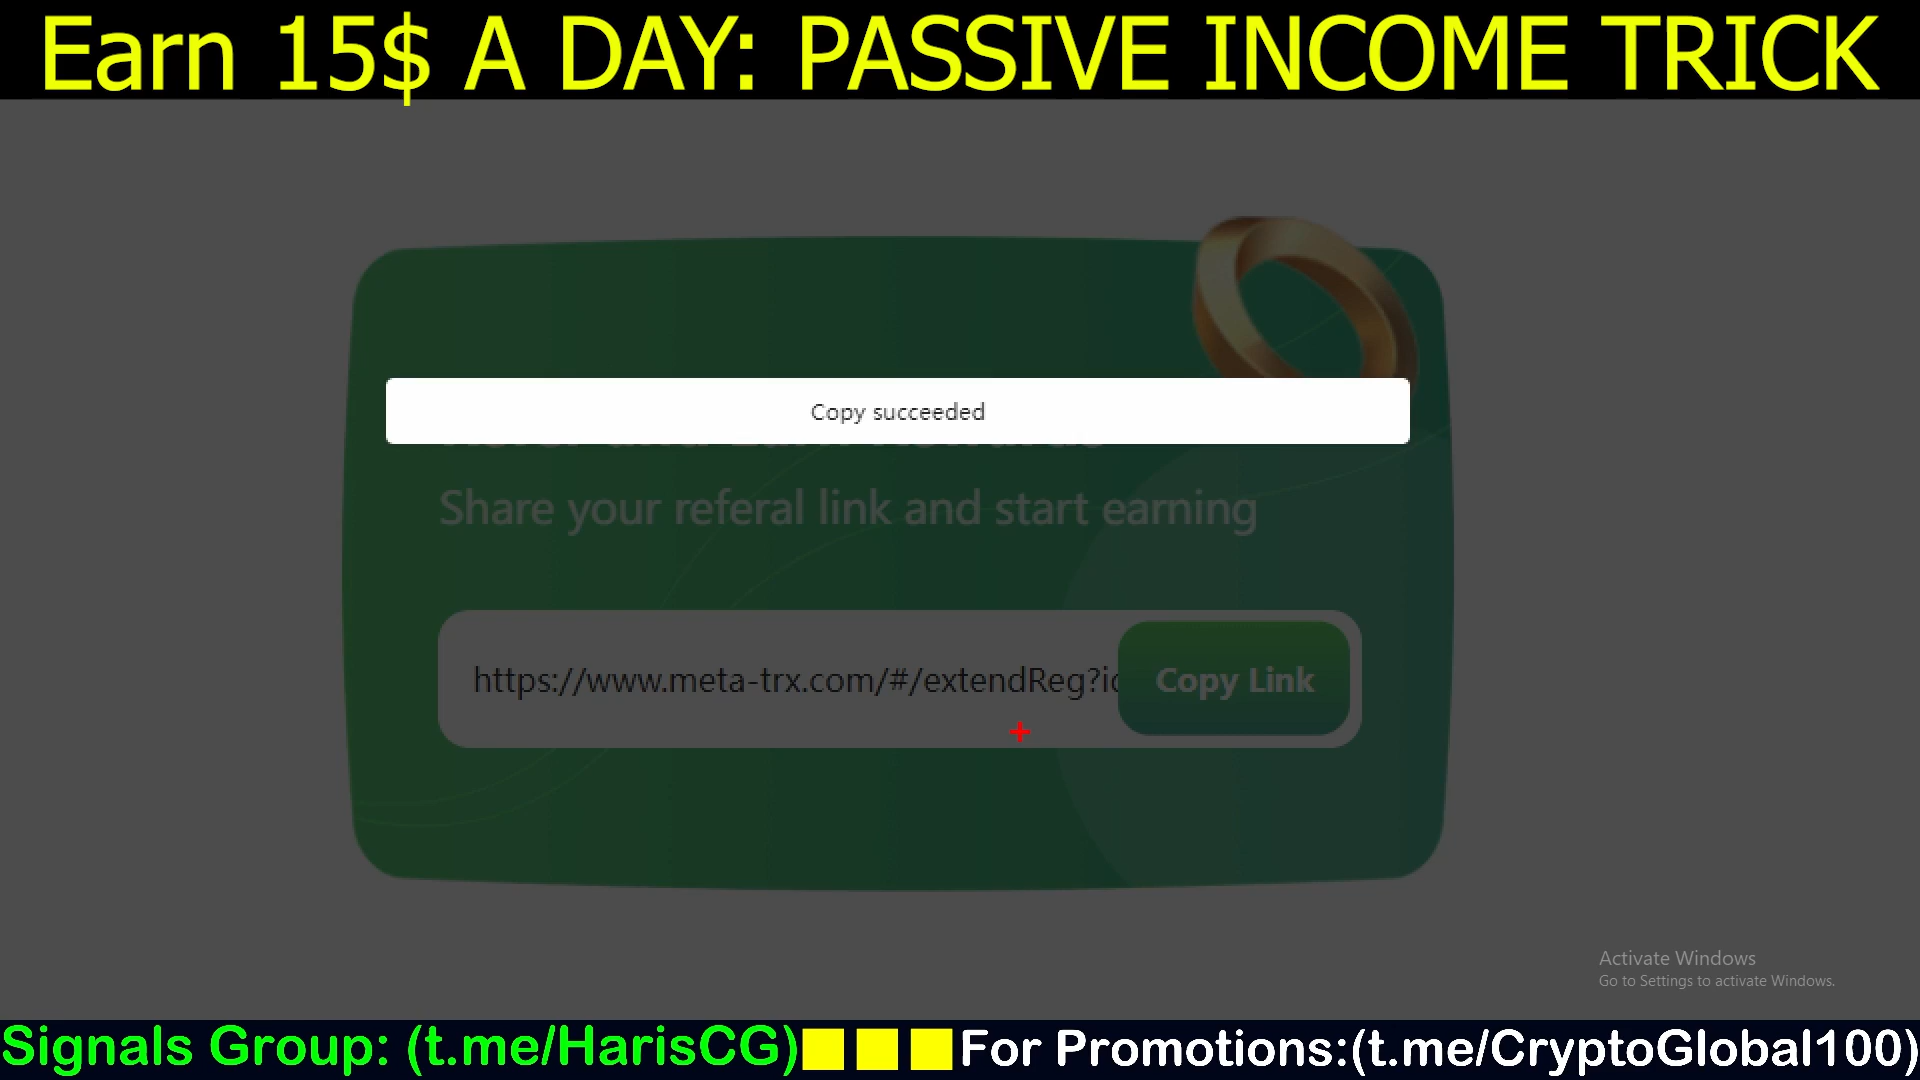 Earn 15$ A DAY: PASSIVE INCOME TRICK
Copy succeeded
Share your referal link and start earning
https://www.meta-trx.com/#/extendReg?i
Copy Link
Activate Windows
Go to Settings to activate Windows.
Signals Group: (t.me/HarisCG) For Promotions:(t.me/CryptoGlobal100)